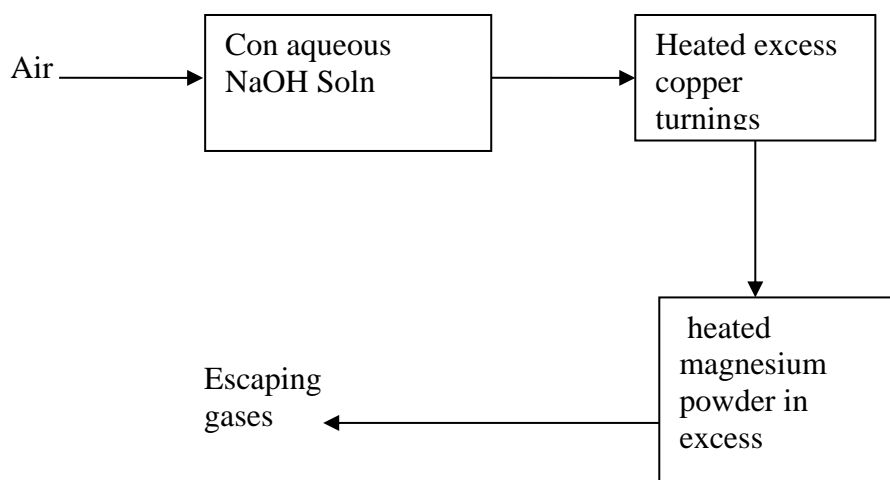 Air
Con aqueous
NaOH Soln
Heated excess
copper
turnings
heated
magnesium
powder in
excess
Escaping
gases